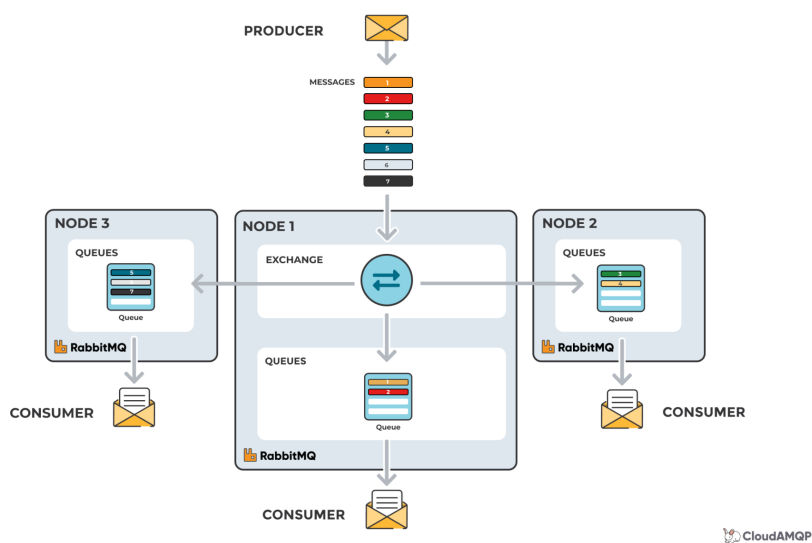 PRODUCER
MESSAGES
1
2
3
4
5
6
7
NODE 3
QUEUES
5
7
Queue
RabbitMQ
CONSUMER
NODE 1
EXCHANGE
QUEUES
1
2
Queue
RabbitMQ
CONSUMER
NODE 2
QUEUES
3
4
Queue
RabbitMQ
CONSUMER
CloudAMQP